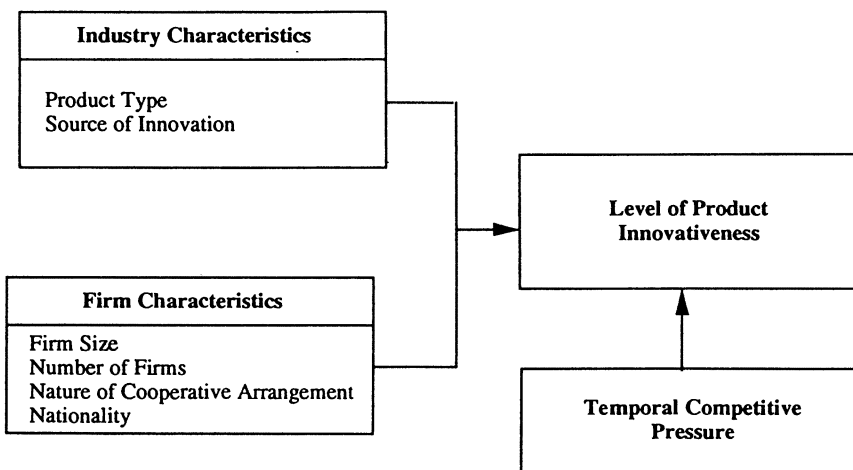 Industry Characteristics
Product Type
Source of Innovation
Level of Product
Innovativeness
Firm Characteristics
Firm Size
Number of Firms
Nature of Cooperative Arrangement
Nationality
Temporal Competitive
Pressure